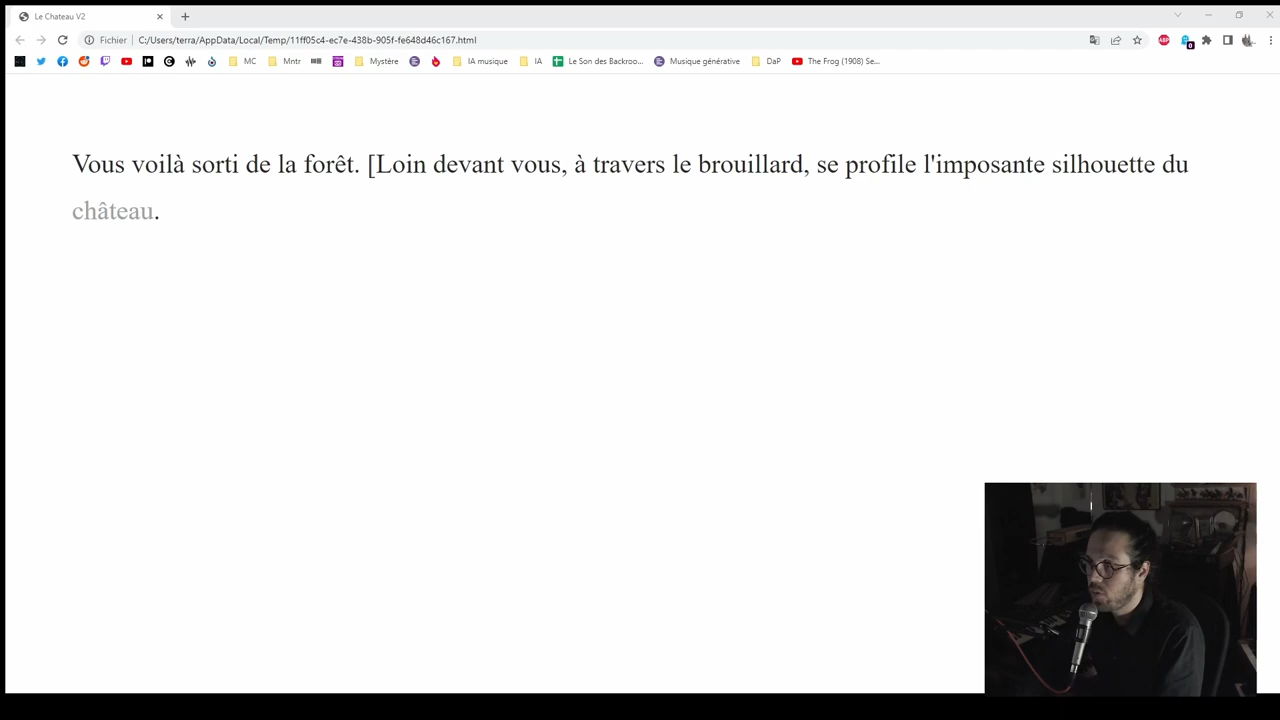 Le Chateau V2
Fichier C:/Users/terra/AppData/Local/Temp/11ff05c4-ec7e-438b-905f-fe648d46c167.html
ABP 0
MC Mntr Mystère IA musique IA Le Son des Backroo... Musique générative DaP The Frog (1908) Se...
Vous voilà sorti de la forêt. [Loin devant vous, à travers le brouillard, se profile l'imposante silhouette du
château.